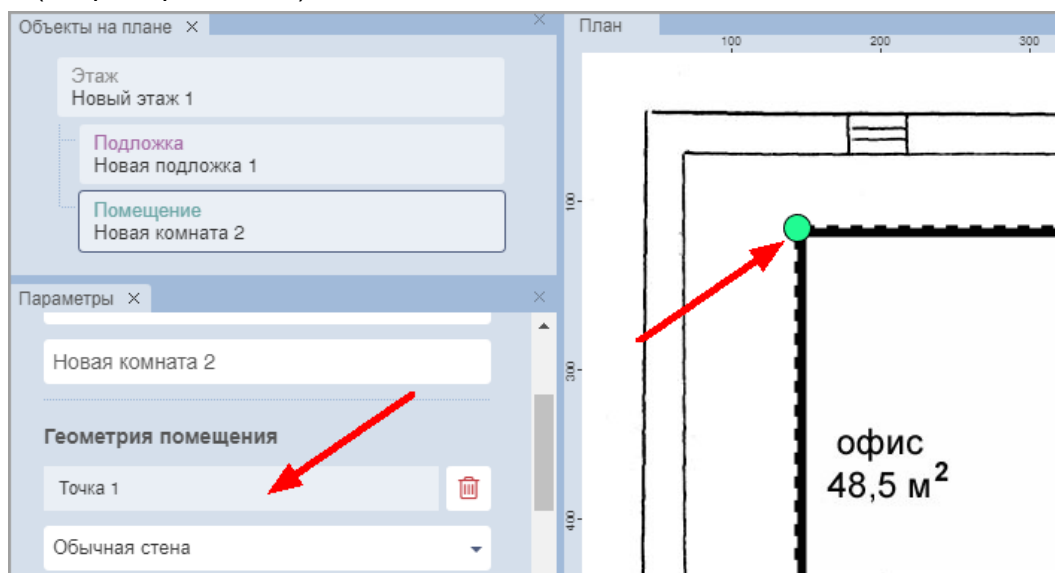 Объекты на плане
Этаж
Новый этаж 1
Подложка
Новая подложка 1
Помещение
Новая комната 2
Параметры
Новая комната 2
Геометрия помещения
Точка 1
Обычная стена
План
100
200
300
100
300
400
офис
48,5 м²